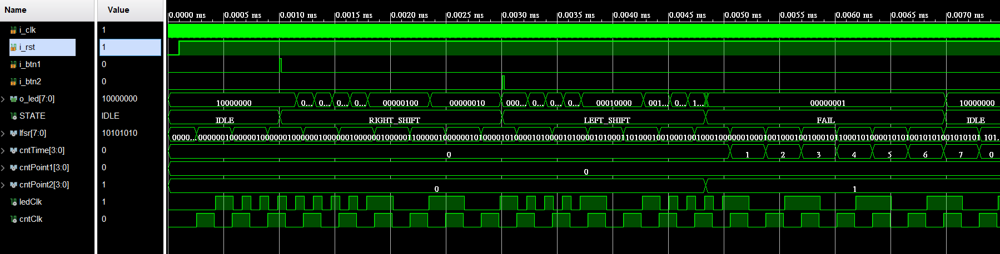 Name Value 0.0000 ms 0.0005 ms 0.0010 ms 0.0015 ms 0.0020 ms 0.0025 ms 0.0030 ms 0.0035 ms 0.0040 ms 0.0045 ms 0.0050 ms 0.0055 ms 0.0060 ms 0.0065 ms 0.0070 ms
i_clk 1
i_rst 1
i_btn1 0
i_btn2 0
o_led[7:0] 10000000 10000000 0... 0... 0... 0... 00000100 00000010 000... 0... 0... 0... 00010000 001... 0... 1... 00000001 10000000
STATE IDLE IDLE RIGHT_SHIFT LEFT_SHIFT FAIL IDLE
lfsr[7:0] 10101010 0000... 101...
cntTime[3:0] 0 0 1 2 3 4 5 6 7 0
cntPoint1[3:0] 0 0
cntPoint2[3:0] 1 0 1
ledClk 1
cntClk 0